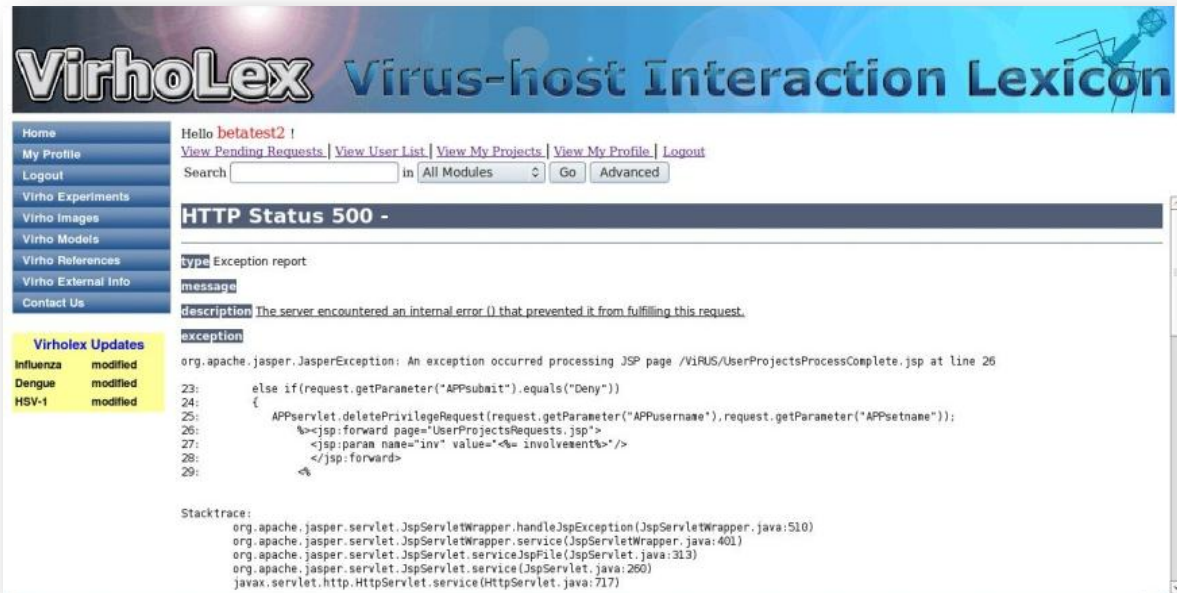 VirhoLex Virus-host Interaction Lexicon
Home
My Profile
Logout
Virho Experiments
Virho Images
Virho Models
Virho References
Virho External Info
Contact Us
Virholex Updates
Influenza modified
Dengue modified
HSV-1 modified
Hello betatest2 !
View Pending Requests | View User List | View My Projects | View My Profile | Logout
Search in All Modules Go Advanced
HTTP Status 500 -
type Exception report
message
description The server encountered an internal error () that prevented it from fulfilling this request.
exception
org.apache.jasper.JasperException: An exception occurred processing JSP page /ViRUS/UserProjectsProcessComplete.jsp at line 26
23: else if(request.getParameter("APPsubmit").equals("Deny"))
24: {
25: APPservlet.deletePrivilegeRequest(request.getParameter("APPusername"),request.getParameter("APPsetname"));
26: %><jsp:forward page="UserProjectsRequests.jsp">
27: <jsp:param name="inv" value="<%= involvement%>"/>
28: </jsp:forward>
29: <%
Stacktrace:
org.apache.jasper.servlet.JspServletWrapper.handleJspException(JspServletWrapper.java:510)
org.apache.jasper.servlet.JspServletWrapper.service(JspServletWrapper.java:401)
org.apache.jasper.servlet.JspServlet.serviceJspFile(JspServlet.java:313)
org.apache.jasper.servlet.JspServlet.service(JspServlet.java:260)
javax.servlet.http.HttpServlet.service(HttpServlet.java:717)